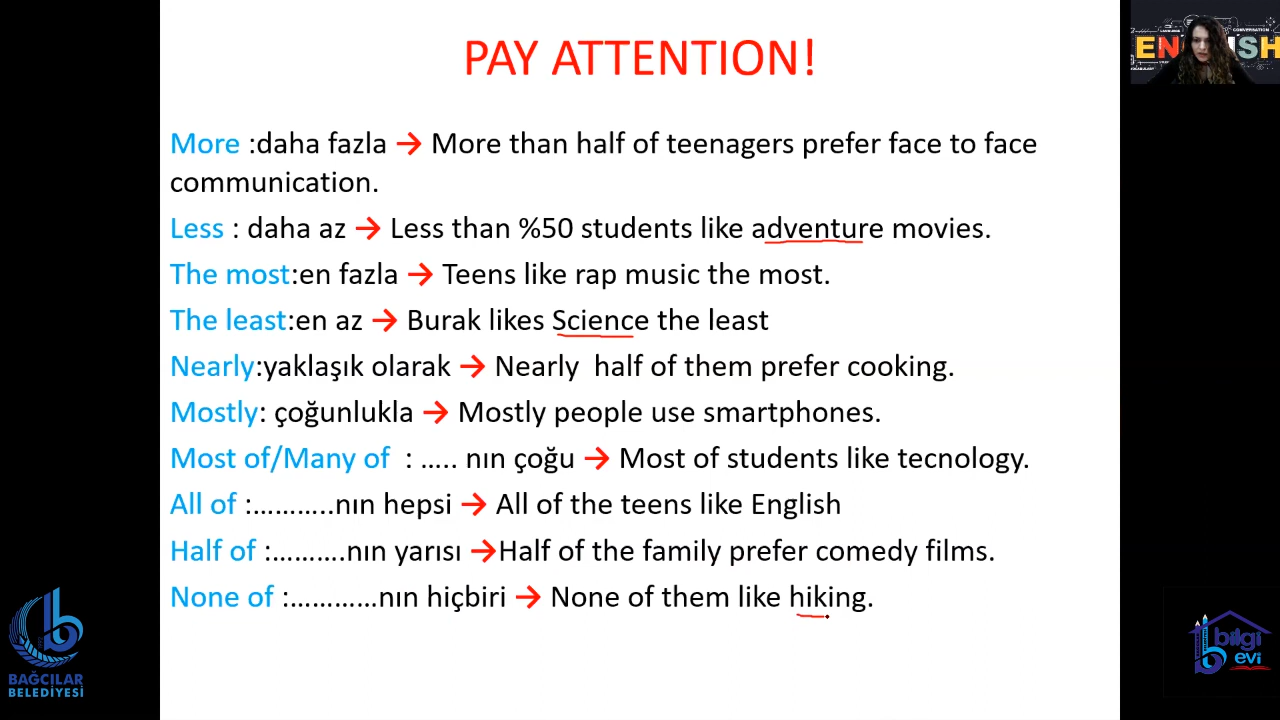 PAY ATTENTION!
More :daha fazla → More than half of teenagers prefer face to face
communication.
Less : daha az → Less than %50 students like adventure movies.
The most:en fazla → Teens like rap music the most.
The least:en az → Burak likes Science the least
Nearly:yaklaşık olarak → Nearly  half of them prefer cooking.
Mostly: çoğunlukla → Mostly people use smartphones.
Most of/Many of  : ….. nın çoğu → Most of students like tecnology.
All of :………..nın hepsi → All of the teens like English
Half of :……….nın yarısı →Half of the family prefer comedy films.
None of :…………nın hiçbiri → None of them like hiking.
CONVERSATION
BAĞCILAR
BELEDİYESİ
bilgi
evi